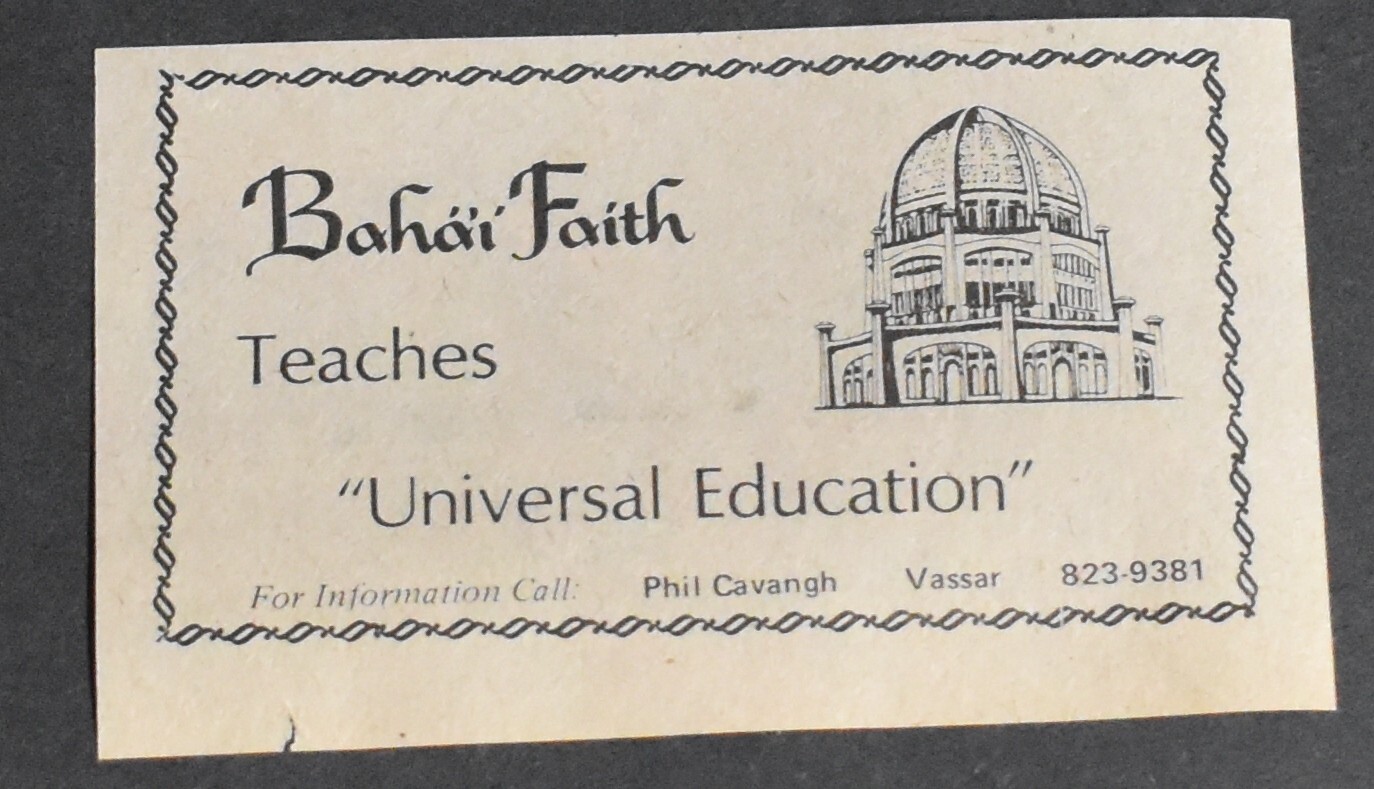 Bahá'í Faith
Teaches
“Universal Education”
For Information Call: Phil Cavangh Vassar 823-9381